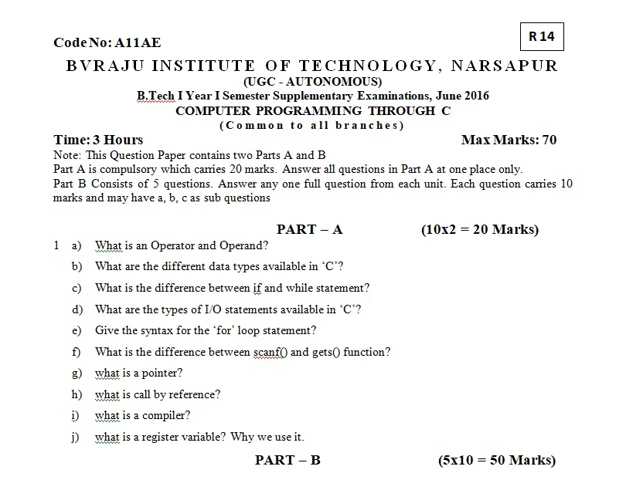 R 14
Code No: A11AE
BVRAJU INSTITUTE OF TECHNOLOGY, NARSAPUR
(UGC - AUTONOMOUS)
B.Tech I Year I Semester Supplementary Examinations, June 2016
COMPUTER PROGRAMMING THROUGH C
(Common to all branches)
Time: 3 Hours Max Marks: 70
Note: This Question Paper contains two Parts A and B
Part A is compulsory which carries 20 marks. Answer all questions in Part A at one place only.
Part B Consists of 5 questions. Answer any one full question from each unit. Each question carries 10
marks and may have a, b, c as sub questions
PART – A (10x2 = 20 Marks)
1 a) What is an Operator and Operand?
b) What are the different data types available in ‘C’?
c) What is the difference between if and while statement?
d) What are the types of I/O statements available in ‘C’?
e) Give the syntax for the ‘for’ loop statement?
f) What is the difference between scanf() and gets() function?
g) what is a pointer?
h) what is call by reference?
i) what is a compiler?
j) what is a register variable? Why we use it.
PART – B (5x10 = 50 Marks)